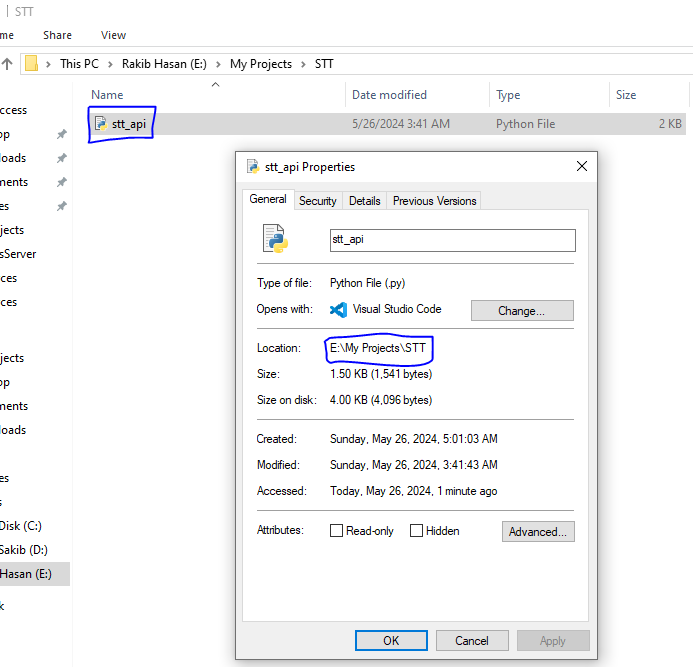 STT
me Share View
This PC > Rakib Hasan (E:) > My Projects > STT
Name Date modified Type Size
stt_api 5/26/2024 3:41 AM Python File 2 KB
ccess
op
loads
ments
es
jects
sServer
ces
ces
jects
op
ments
loads
es
s
Disk (C:)
Sakib (D:)
Hasan (E:)
k
stt_api Properties
General Security Details Previous Versions
stt_api
Type of file: Python File (.py)
Opens with: Visual Studio Code Change...
Location: E:\My Projects\STT
Size: 1.50 KB (1,541 bytes)
Size on disk: 4.00 KB (4,096 bytes)
Created: Sunday, May 26, 2024, 5:01:03 AM
Modified: Sunday, May 26, 2024, 3:41:43 AM
Accessed: Today, May 26, 2024, 1 minute ago
Attributes: Read-only Hidden Advanced...
OK Cancel Apply